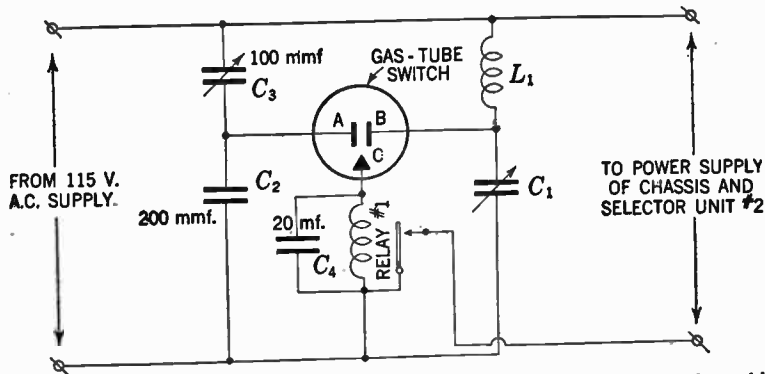 100 mmf
C3
GAS-TUBE
SWITCH
L1
A
B
C
FROM 115 V.
A.C. SUPPLY.
C2
200 mmf.
20 mf.
C4
RELAY #1
C1
TO POWER SUPPLY
OF CHASSIS AND
SELECTOR UNIT #2